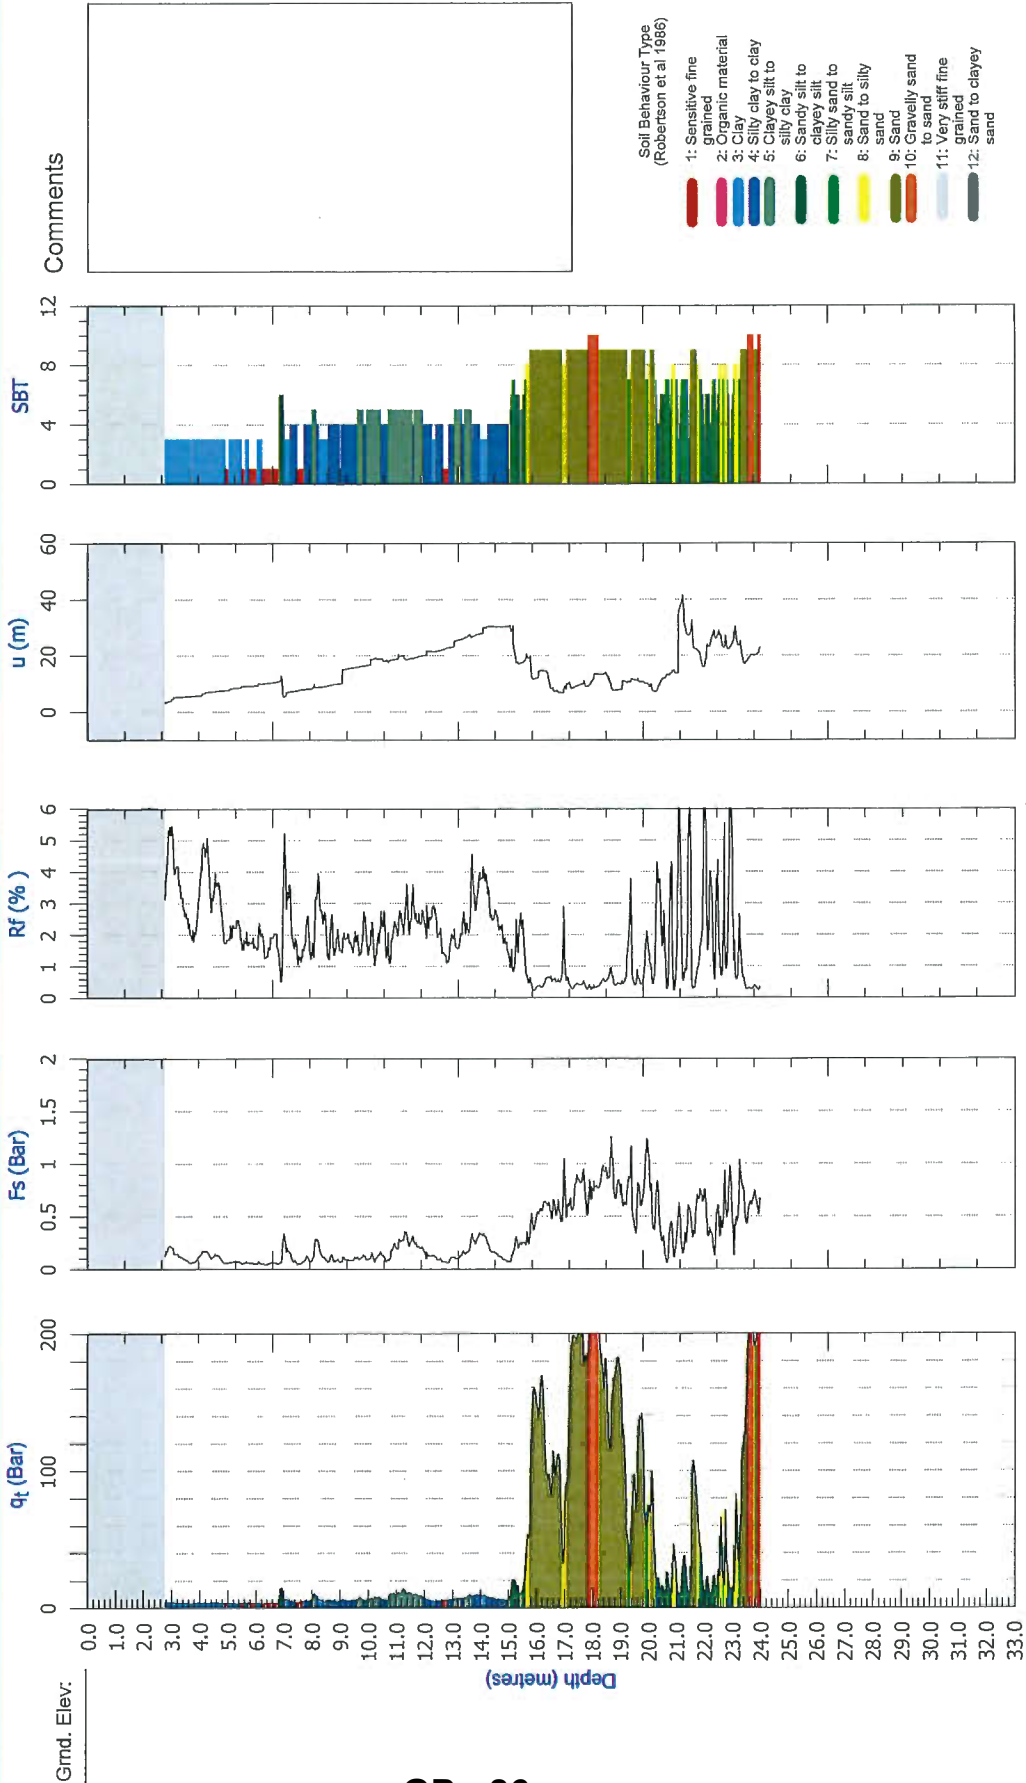 Grnd. Elev:
Comments
qt (Bar)
0
100
200
Fs (Bar)
0
0.5
1
1.5
2
Rf (% )
0
1
2
3
4
5
6
u (m)
0
20
40
60
SBT
0
4
8
12
Depth (metres)
0.0
1.0
2.0
3.0
4.0
5.0
6.0
7.0
8.0
9.0
10.0
11.0
12.0
13.0
14.0
15.0
16.0
17.0
18.0
19.0
20.0
21.0
22.0
23.0
24.0
25.0
26.0
27.0
28.0
29.0
30.0
31.0
32.0
33.0
Soil Behaviour Type
(Robertson et al 1986)
1: Sensitive fine
grained
2: Organic material
3: Clay
4: Silty clay to clay
5: Clayey silt to
silty clay
6: Sandy silt to
clayey silt
7: Silty sand to
sandy silt
8: Sand to silty
sand
9: Sand
10: Gravelly sand
to sand
11: Very stiff fine
grained
12: Sand to clayey
sand